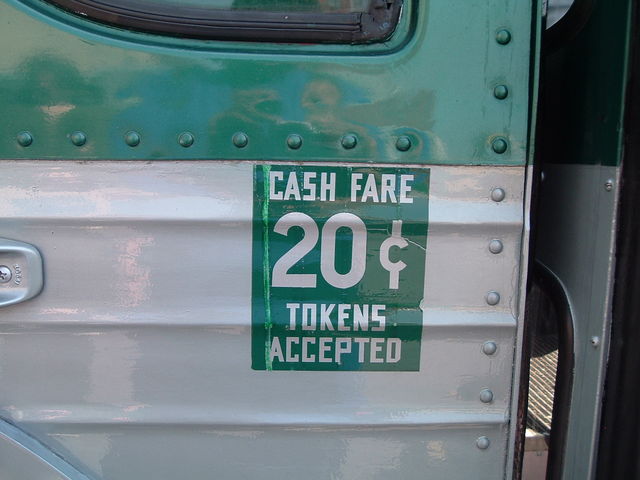 CASH FARE
20¢
TOKENS
ACCEPTED